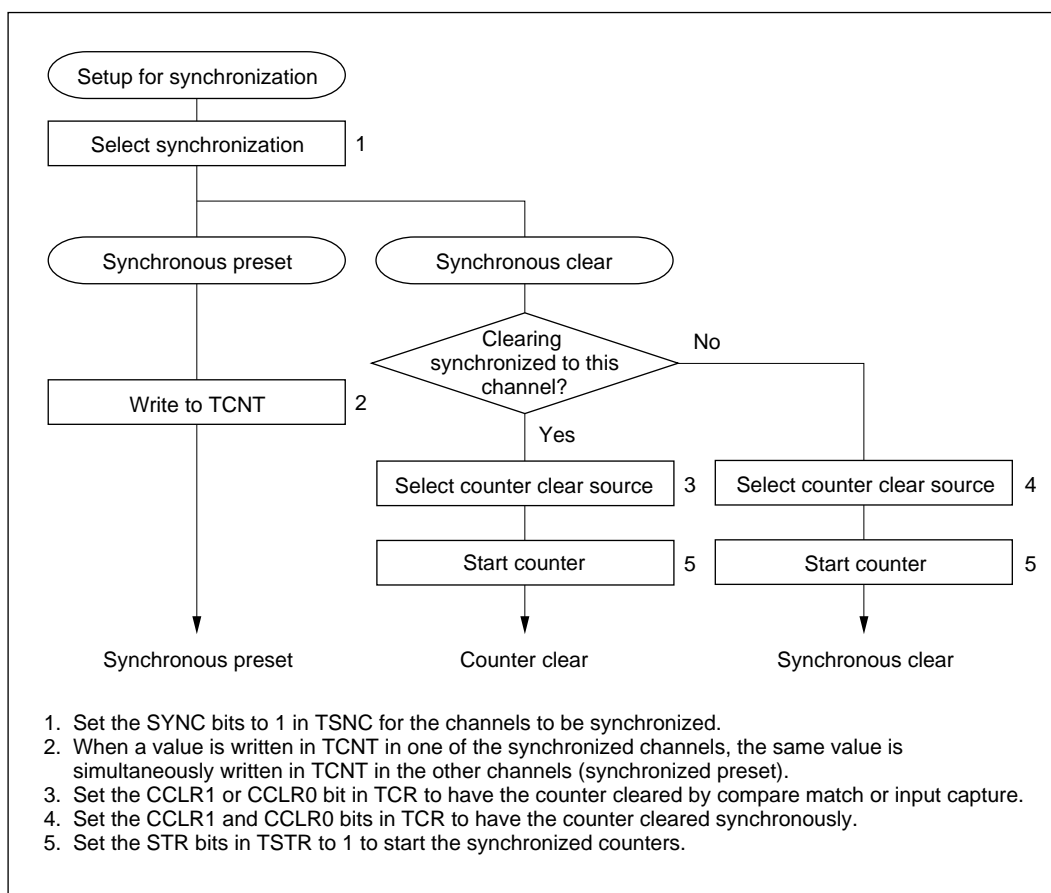 Setup for synchronization
Select synchronization 1
Synchronous preset
Synchronous clear
Clearing
synchronized to this
channel?
No
Write to TCNT 2
Yes
Select counter clear source 3
Select counter clear source 4
Start counter 5
Start counter 5
Synchronous preset
Counter clear
Synchronous clear
1. Set the SYNC bits to 1 in TSNC for the channels to be synchronized.
2. When a value is written in TCNT in one of the synchronized channels, the same value is
simultaneously written in TCNT in the other channels (synchronized preset).
3. Set the CCLR1 or CCLR0 bit in TCR to have the counter cleared by compare match or input capture.
4. Set the CCLR1 and CCLR0 bits in TCR to have the counter cleared synchronously.
5. Set the STR bits in TSTR to 1 to start the synchronized counters.